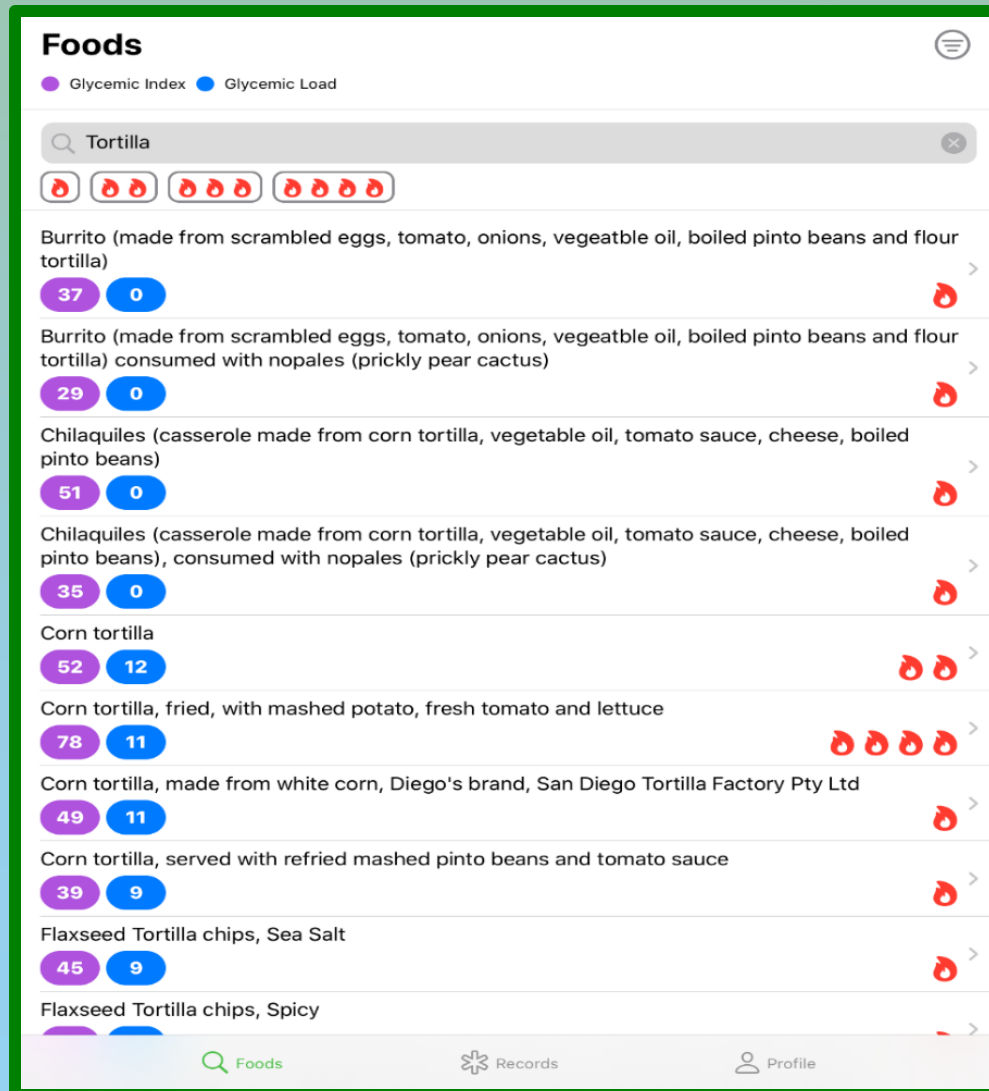 Foods
Glycemic Index Glycemic Load
Tortilla
Burrito (made from scrambled eggs, tomato, onions, vegeatble oil, boiled pinto beans and flour
tortilla)
37 0
Burrito (made from scrambled eggs, tomato, onions, vegeatble oil, boiled pinto beans and flour
tortilla) consumed with nopales (prickly pear cactus)
29 0
Chilaquiles (casserole made from corn tortilla, vegetable oil, tomato sauce, cheese, boiled
pinto beans)
51 0
Chilaquiles (casserole made from corn tortilla, vegetable oil, tomato sauce, cheese, boiled
pinto beans), consumed with nopales (prickly pear cactus)
35 0
Corn tortilla
52 12
Corn tortilla, fried, with mashed potato, fresh tomato and lettuce
78 11
Corn tortilla, made from white corn, Diego's brand, San Diego Tortilla Factory Pty Ltd
49 11
Corn tortilla, served with refried mashed pinto beans and tomato sauce
39 9
Flaxseed Tortilla chips, Sea Salt
45 9
Flaxseed Tortilla chips, Spicy
Foods Records Profile